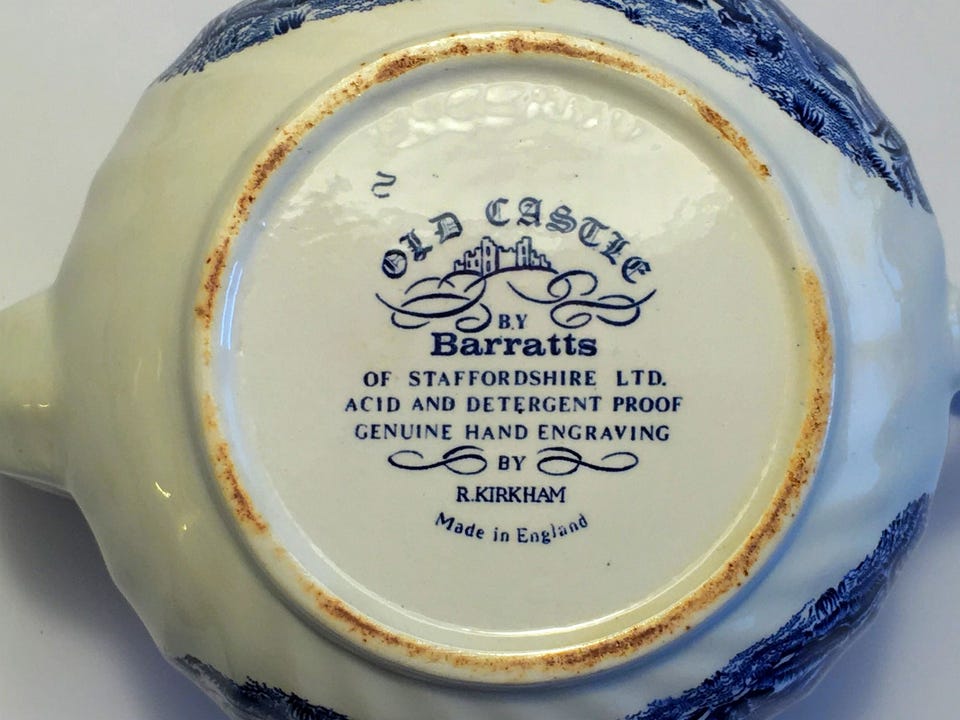 OLD CASTLE
BY
Barratts
OF STAFFORDSHIRE LTD.
ACID AND DETERGENT PROOF
GENUINE HAND ENGRAVING
BY
R.KIRKHAM
Made in England